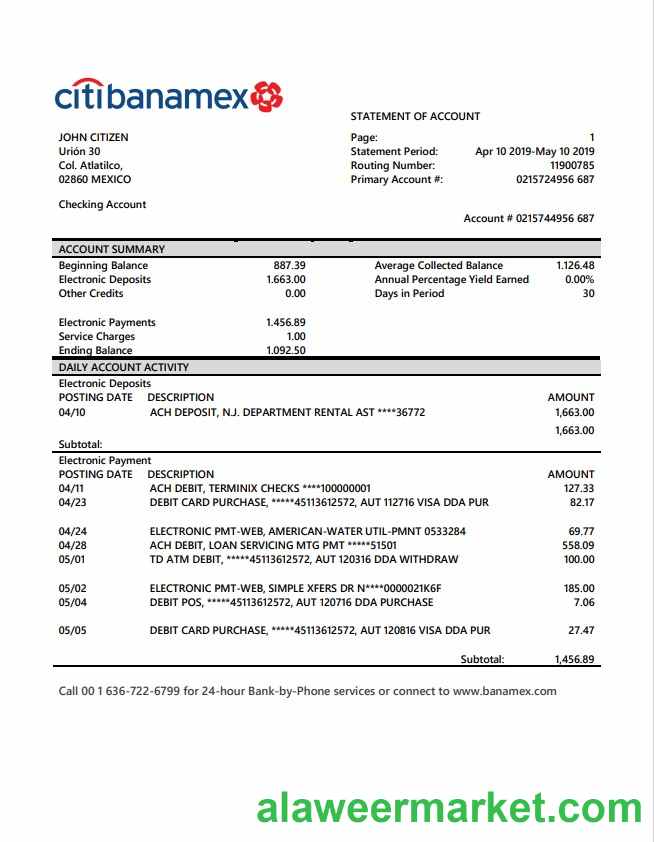 citibanamex
STATEMENT OF ACCOUNT
JOHN CITIZEN
Urión 30
Col. Atlatilco,
02860 MEXICO
Page: 1
Statement Period: Apr 10 2019-May 10 2019
Routing Number: 11900785
Primary Account #: 0215724956 687
Checking Account
Account # 0215744956 687
ACCOUNT SUMMARY
Beginning Balance 887.39 Average Collected Balance 1.126.48
Electronic Deposits 1.663.00 Annual Percentage Yield Earned 0.00%
Other Credits 0.00 Days in Period 30
Electronic Payments 1.456.89
Service Charges 1.00
Ending Balance 1.092.50
DAILY ACCOUNT ACTIVITY
Electronic Deposits
POSTING DATE DESCRIPTION AMOUNT
04/10 ACH DEPOSIT, N.J. DEPARTMENT RENTAL AST ****36772 1,663.00
1,663.00
Subtotal:
Electronic Payment
POSTING DATE DESCRIPTION AMOUNT
04/11 ACH DEBIT, TERMINIX CHECKS ****100000001 127.33
04/23 DEBIT CARD PURCHASE, *****45113612572, AUT 112716 VISA DDA PUR 82.17
04/24 ELECTRONIC PMT-WEB, AMERICAN-WATER UTIL-PMNT 0533284 69.77
04/28 ACH DEBIT, LOAN SERVICING MTG PMT *****51501 558.09
05/01 TD ATM DEBIT, *****45113612572, AUT 120316 DDA WITHDRAW 100.00
05/02 ELECTRONIC PMT-WEB, SIMPLE XFERS DR N****0000021K6F 185.00
05/04 DEBIT POS, *****45113612572, AUT 120716 DDA PURCHASE 7.06
05/05 DEBIT CARD PURCHASE, *****45113612572, AUT 120816 VISA DDA PUR 27.47
Subtotal: 1,456.89
Call 00 1 636-722-6799 for 24-hour Bank-by-Phone services or connect to www.banamex.com
alaweermarket.com